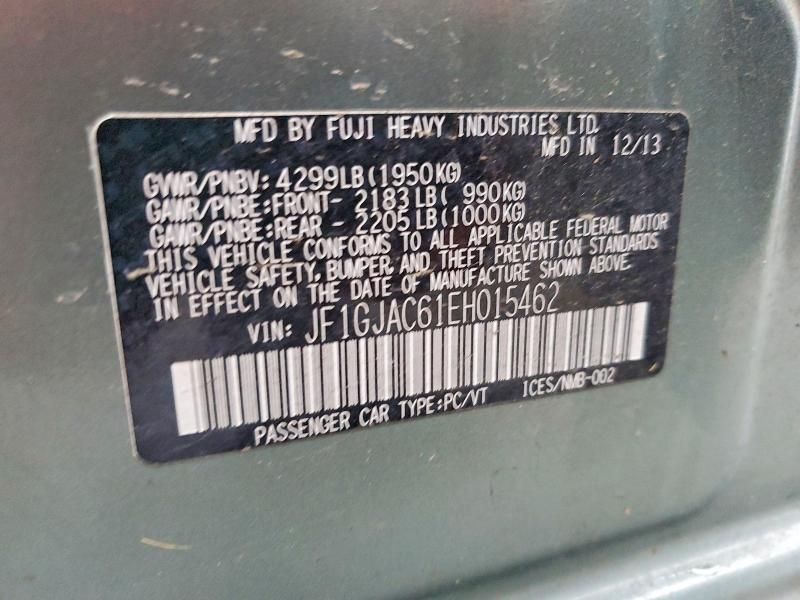 MFD BY FUJI HEAVY INDUSTRIES LTD.
MFD IN 12/13
GVWR/PNBV: 4299LB(1950KG)
GAWR/PNBE:FRONT- 2183LB( 990KG)
GAWR/PNBE:REAR - 2205LB(1000KG)
THIS VEHICLE CONFORMS TO ALL APPLICABLE FEDERAL MOTOR
VEHICLE SAFETY, BUMPER, AND THEFT PREVENTION STANDARDS
IN EFFECT ON THE DATE OF MANUFACTURE SHOWN ABOVE.
VIN: JF1GJAC61EH015462
PASSENGER CAR TYPE:PC/VT ICES/NMB-002